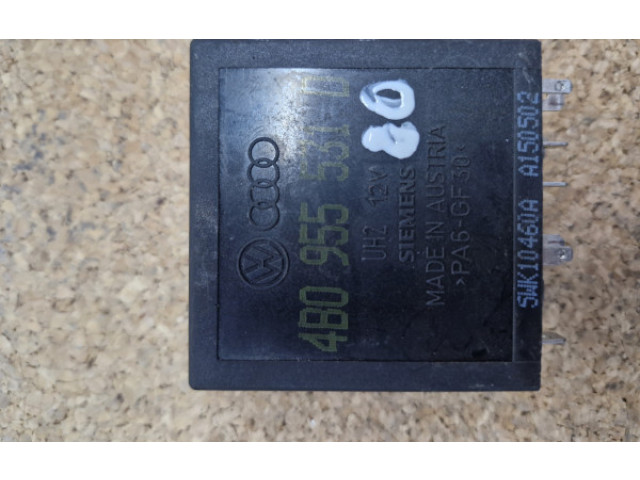 4B0 955 531 D
UH2 12V
SIEMENS
MADE IN AUSTRIA
>PA6-GF30<
80
5WK10460A A150502